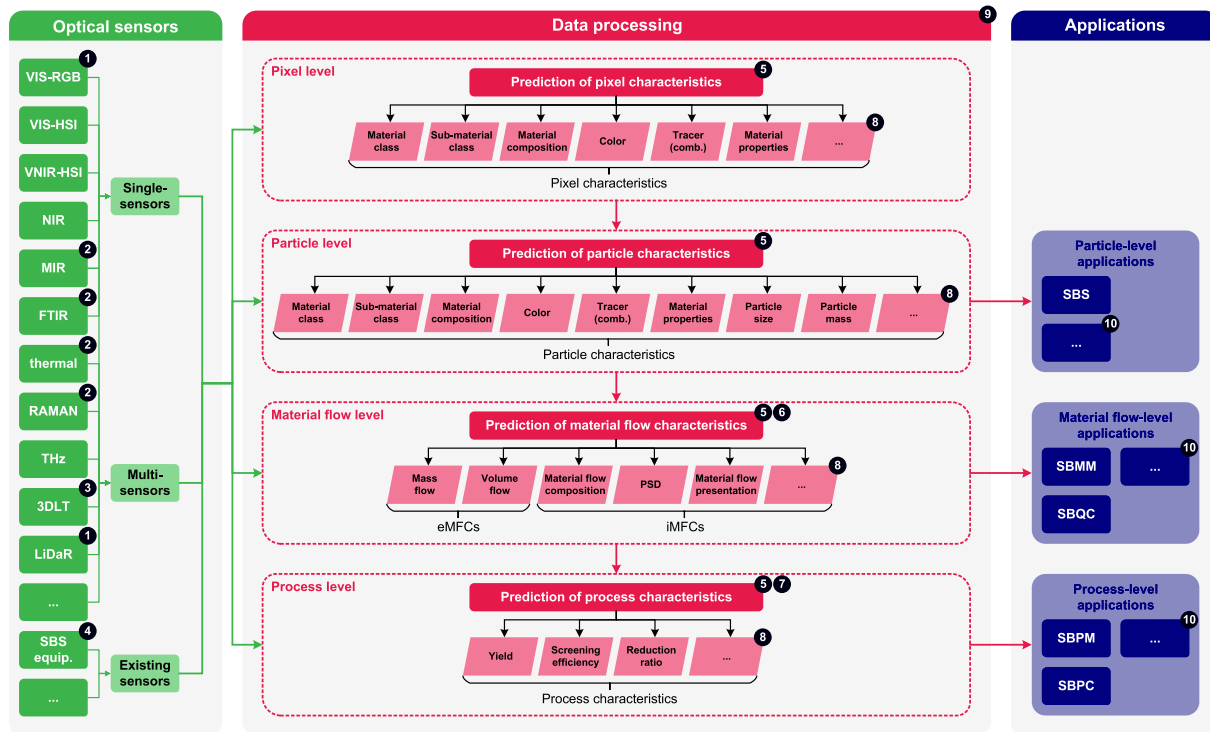 Optical sensors
1
VIS-RGB
VIS-HSI
VNIR-HSI
NIR
2
MIR
2
FTIR
2
thermal
2
RAMAN
THz
3
3DLT
1
LiDaR
...
4
SBS
equip.
...
Single-
sensors
Multi-
sensors
Existing
sensors
Data processing
9
Pixel level
Prediction of pixel characteristics
5
Material
class
Sub-material
class
Material
composition
Color
Tracer
(comb.)
Material
properties
...
8
Pixel characteristics
Particle level
Prediction of particle characteristics
5
Material
class
Sub-material
class
Material
composition
Color
Tracer
(comb.)
Material
properties
Particle
size
Particle
mass
...
8
Particle characteristics
Material flow level
Prediction of material flow characteristics
5 6
Mass
flow
Volume
flow
Material flow
composition
PSD
Material flow
presentation
...
8
eMFCs
iMFCs
Process level
Prediction of process characteristics
5 7
Yield
Screening
efficiency
Reduction
ratio
...
8
Process characteristics
Applications
Particle-level
applications
SBS
...
10
Material flow-level
applications
SBMM
...
10
SBQC
Process-level
applications
SBPM
...
10
SBPC